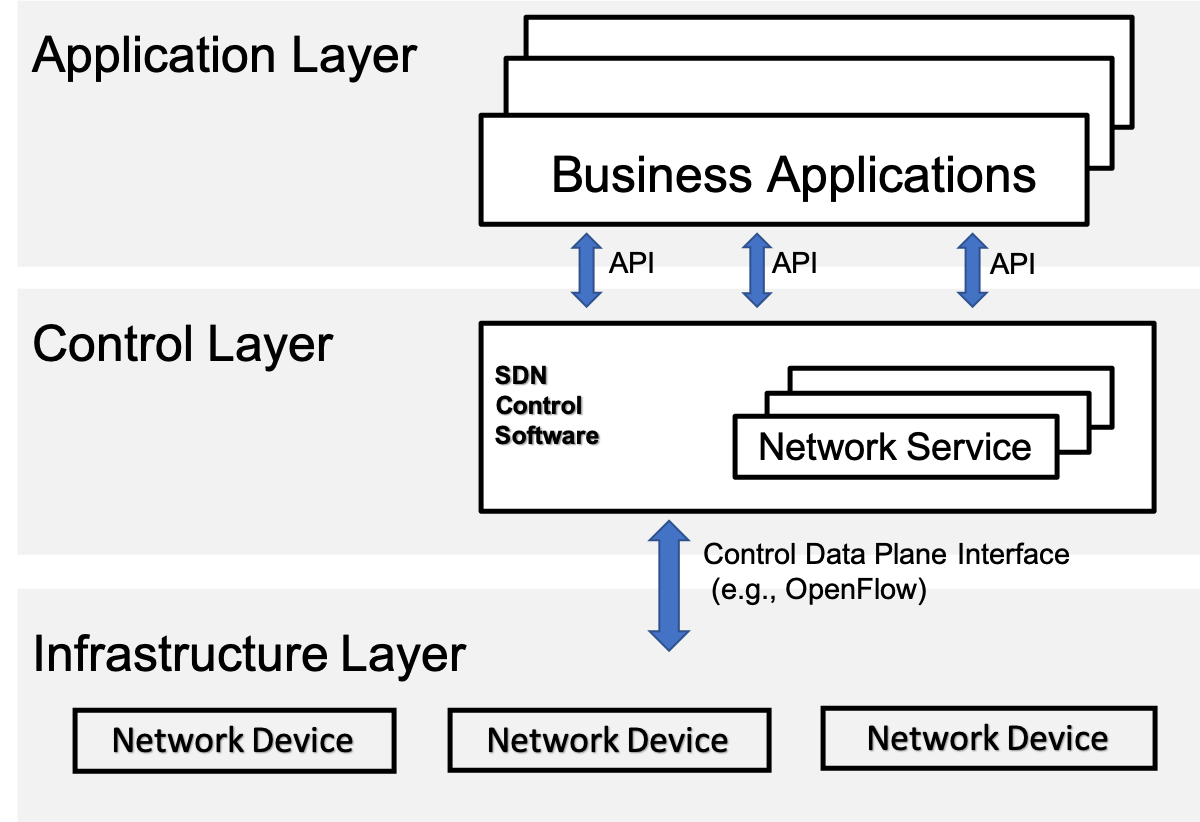 Application Layer
Business Applications
API
API
API
Control Layer
SDN
Control
Software
Network Service
Control Data Plane Interface
(e.g., OpenFlow)
Infrastructure Layer
Network Device
Network Device
Network Device